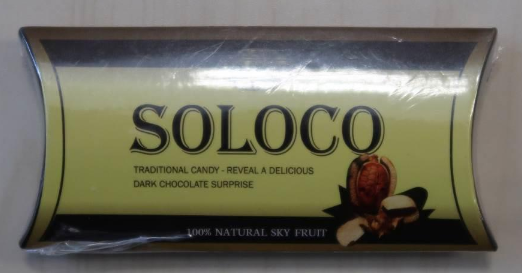 SOLOCO
TRADITIONAL CANDY - REVEAL A DELICIOUS
DARK CHOCOLATE SURPRISE
100% NATURAL SKY FRUIT